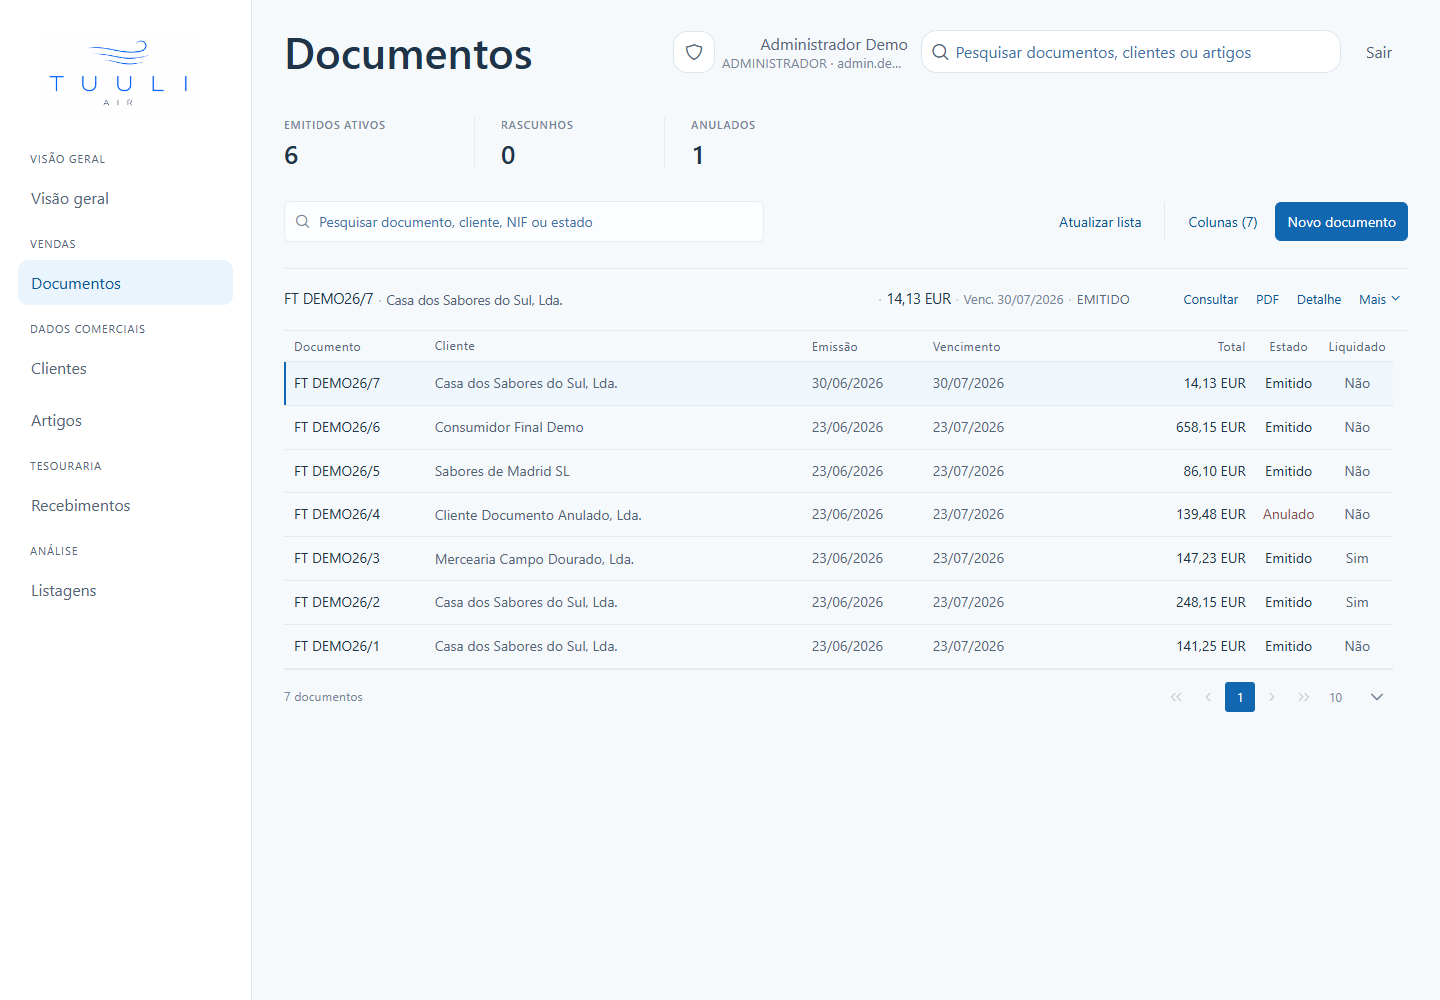 TUULI
AIR
VISÃO GERAL
Visão geral
VENDAS
Documentos
DADOS COMERCIAIS
Clientes
Artigos
TESOURARIA
Recebimentos
ANÁLISE
Listagens
Documentos
Administrador Demo
ADMINISTRADOR · admin.de...
Pesquisar documentos, clientes ou artigos
Sair
EMITIDOS ATIVOS
6
RASCUNHOS
0
ANULADOS
1
Pesquisar documento, cliente, NIF ou estado
Atualizar lista
Colunas (7)
Novo documento
FT DEMO26/7 · Casa dos Sabores do Sul, Lda. · 14,13 EUR · Venc. 30/07/2026 · EMITIDO Consultar PDF Detalhe Mais
Documento Cliente Emissão Vencimento Total Estado Liquidado
FT DEMO26/7 Casa dos Sabores do Sul, Lda. 30/06/2026 30/07/2026 14,13 EUR Emitido Não
FT DEMO26/6 Consumidor Final Demo 23/06/2026 23/07/2026 658,15 EUR Emitido Não
FT DEMO26/5 Sabores de Madrid SL 23/06/2026 23/07/2026 86,10 EUR Emitido Não
FT DEMO26/4 Cliente Documento Anulado, Lda. 23/06/2026 23/07/2026 139,48 EUR Anulado Não
FT DEMO26/3 Mercearia Campo Dourado, Lda. 23/06/2026 23/07/2026 147,23 EUR Emitido Sim
FT DEMO26/2 Casa dos Sabores do Sul, Lda. 23/06/2026 23/07/2026 248,15 EUR Emitido Sim
FT DEMO26/1 Casa dos Sabores do Sul, Lda. 23/06/2026 23/07/2026 141,25 EUR Emitido Não
7 documentos
1
10